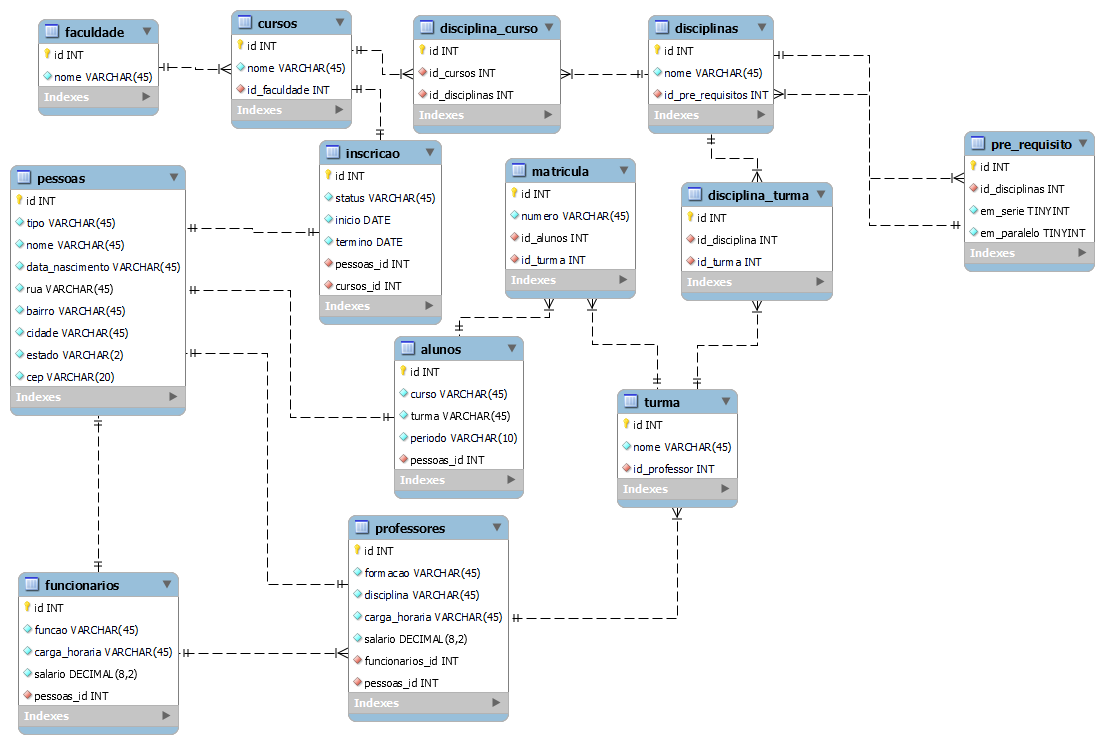 faculdade
id INT
nome VARCHAR(45)
Indexes
cursos
id INT
nome VARCHAR(45)
id_faculdade INT
Indexes
disciplina_curso
id INT
id_cursos INT
id_disciplinas INT
Indexes
disciplinas
id INT
nome VARCHAR(45)
id_pre_requisitos INT
Indexes
pre_requisito
id INT
id_disciplinas INT
em_serie TINYINT
em_paralelo TINYINT
Indexes
pessoas
id INT
tipo VARCHAR(45)
nome VARCHAR(45)
data_nascimento VARCHAR(45)
rua VARCHAR(45)
bairro VARCHAR(45)
cidade VARCHAR(45)
estado VARCHAR(2)
cep VARCHAR(20)
Indexes
inscricao
id INT
status VARCHAR(45)
inicio DATE
termino DATE
pessoas_id INT
cursos_id INT
Indexes
matricula
id INT
numero VARCHAR(45)
id_alunos INT
id_turma INT
Indexes
disciplina_turma
id INT
id_disciplina INT
id_turma INT
Indexes
alunos
id INT
curso VARCHAR(45)
turma VARCHAR(45)
periodo VARCHAR(10)
pessoas_id INT
Indexes
turma
id INT
nome VARCHAR(45)
id_professor INT
Indexes
funcionarios
id INT
funcao VARCHAR(45)
carga_horaria VARCHAR(45)
salario DECIMAL(8,2)
pessoas_id INT
Indexes
professores
id INT
formacao VARCHAR(45)
disciplina VARCHAR(45)
carga_horaria VARCHAR(45)
salario DECIMAL(8,2)
funcionarios_id INT
pessoas_id INT
Indexes